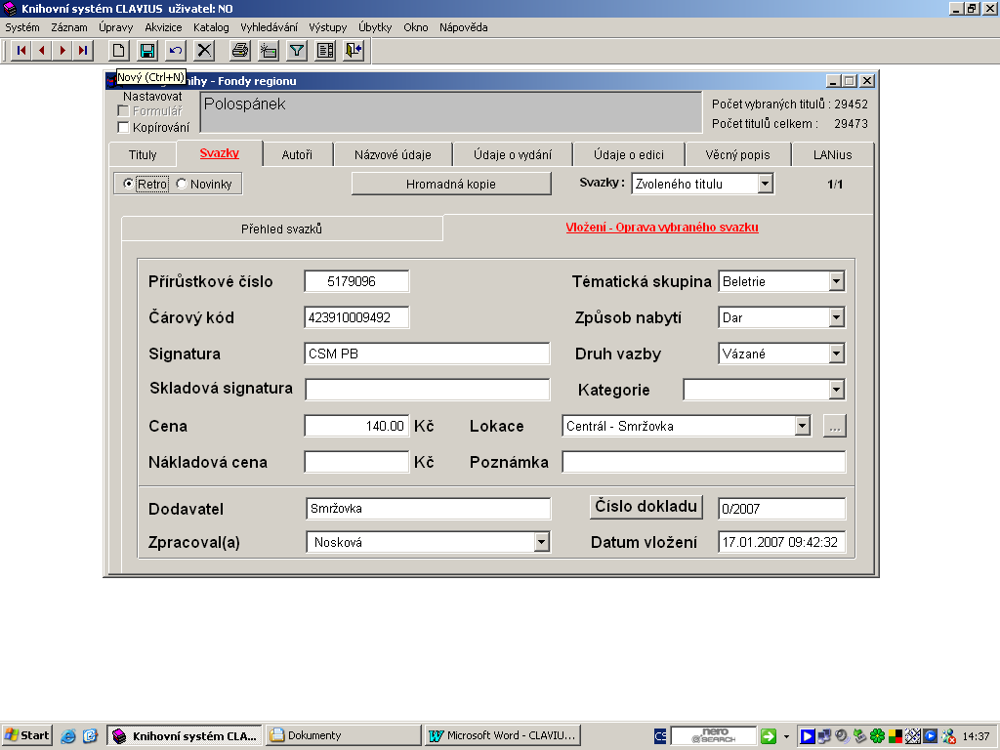 Knihovní systém CLAVIUS  uživatel: NO
Systém Záznam Úpravy Akvizice Katalog Vyhledávání Výstupy Úbytky Okno Nápověda
Nový (Ctrl+N)
nihy - Fondy regionu
Nastavovat
Formulář
Kopírování
Polospánek
Počet vybraných titulů : 29452
Počet titulů celkem : 29473
Tituly Svazky Autoři Názvové údaje Údaje o vydání Údaje o edici Věcný popis LANius
Retro Novinky Hromadná kopie Svazky : Zvoleného titulu 1/1
Přehled svazků Vložení - Oprava vybraného svazku
Přírůstkové číslo 5179096 Tématická skupina Beletrie
Čárový kód 423910009492 Způsob nabytí Dar
Signatura CSM PB Druh vazby Vázané
Skladová signatura Kategorie
Cena 140.00 Kč Lokace Centrál - Smržovka ...
Nákladová cena Kč Poznámka
Dodavatel Smržovka Číslo dokladu 0/2007
Zpracoval(a) Nosková Datum vložení 17.01.2007 09:42:32
Start Knihovní systém CLA... Dokumenty Microsoft Word - CLAVIU... CS nero SEARCH 14:37